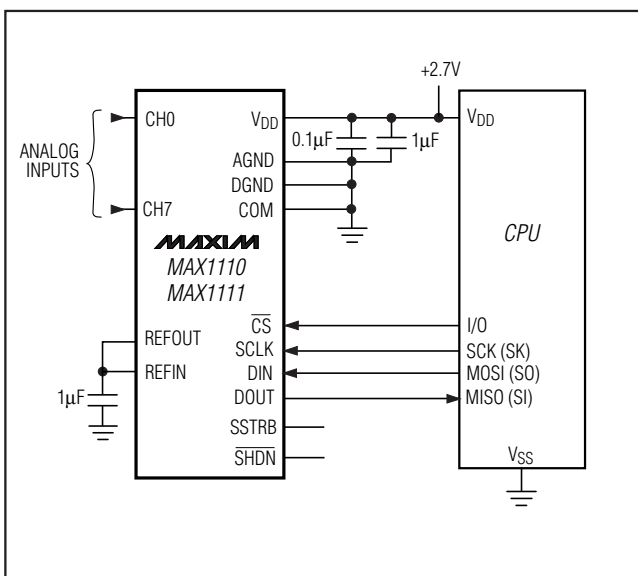 +2.7V
CH0
VDD
VDD
0.1µF
1µF
ANALOG
INPUTS
AGND
DGND
CH7
COM
CPU
MAXIM
MAX1110
MAX1111
CS
I/O
REFOUT
SCLK
SCK (SK)
REFIN
DIN
MOSI (SO)
1µF
DOUT
MISO (SI)
SSTRB
SHDN
VSS